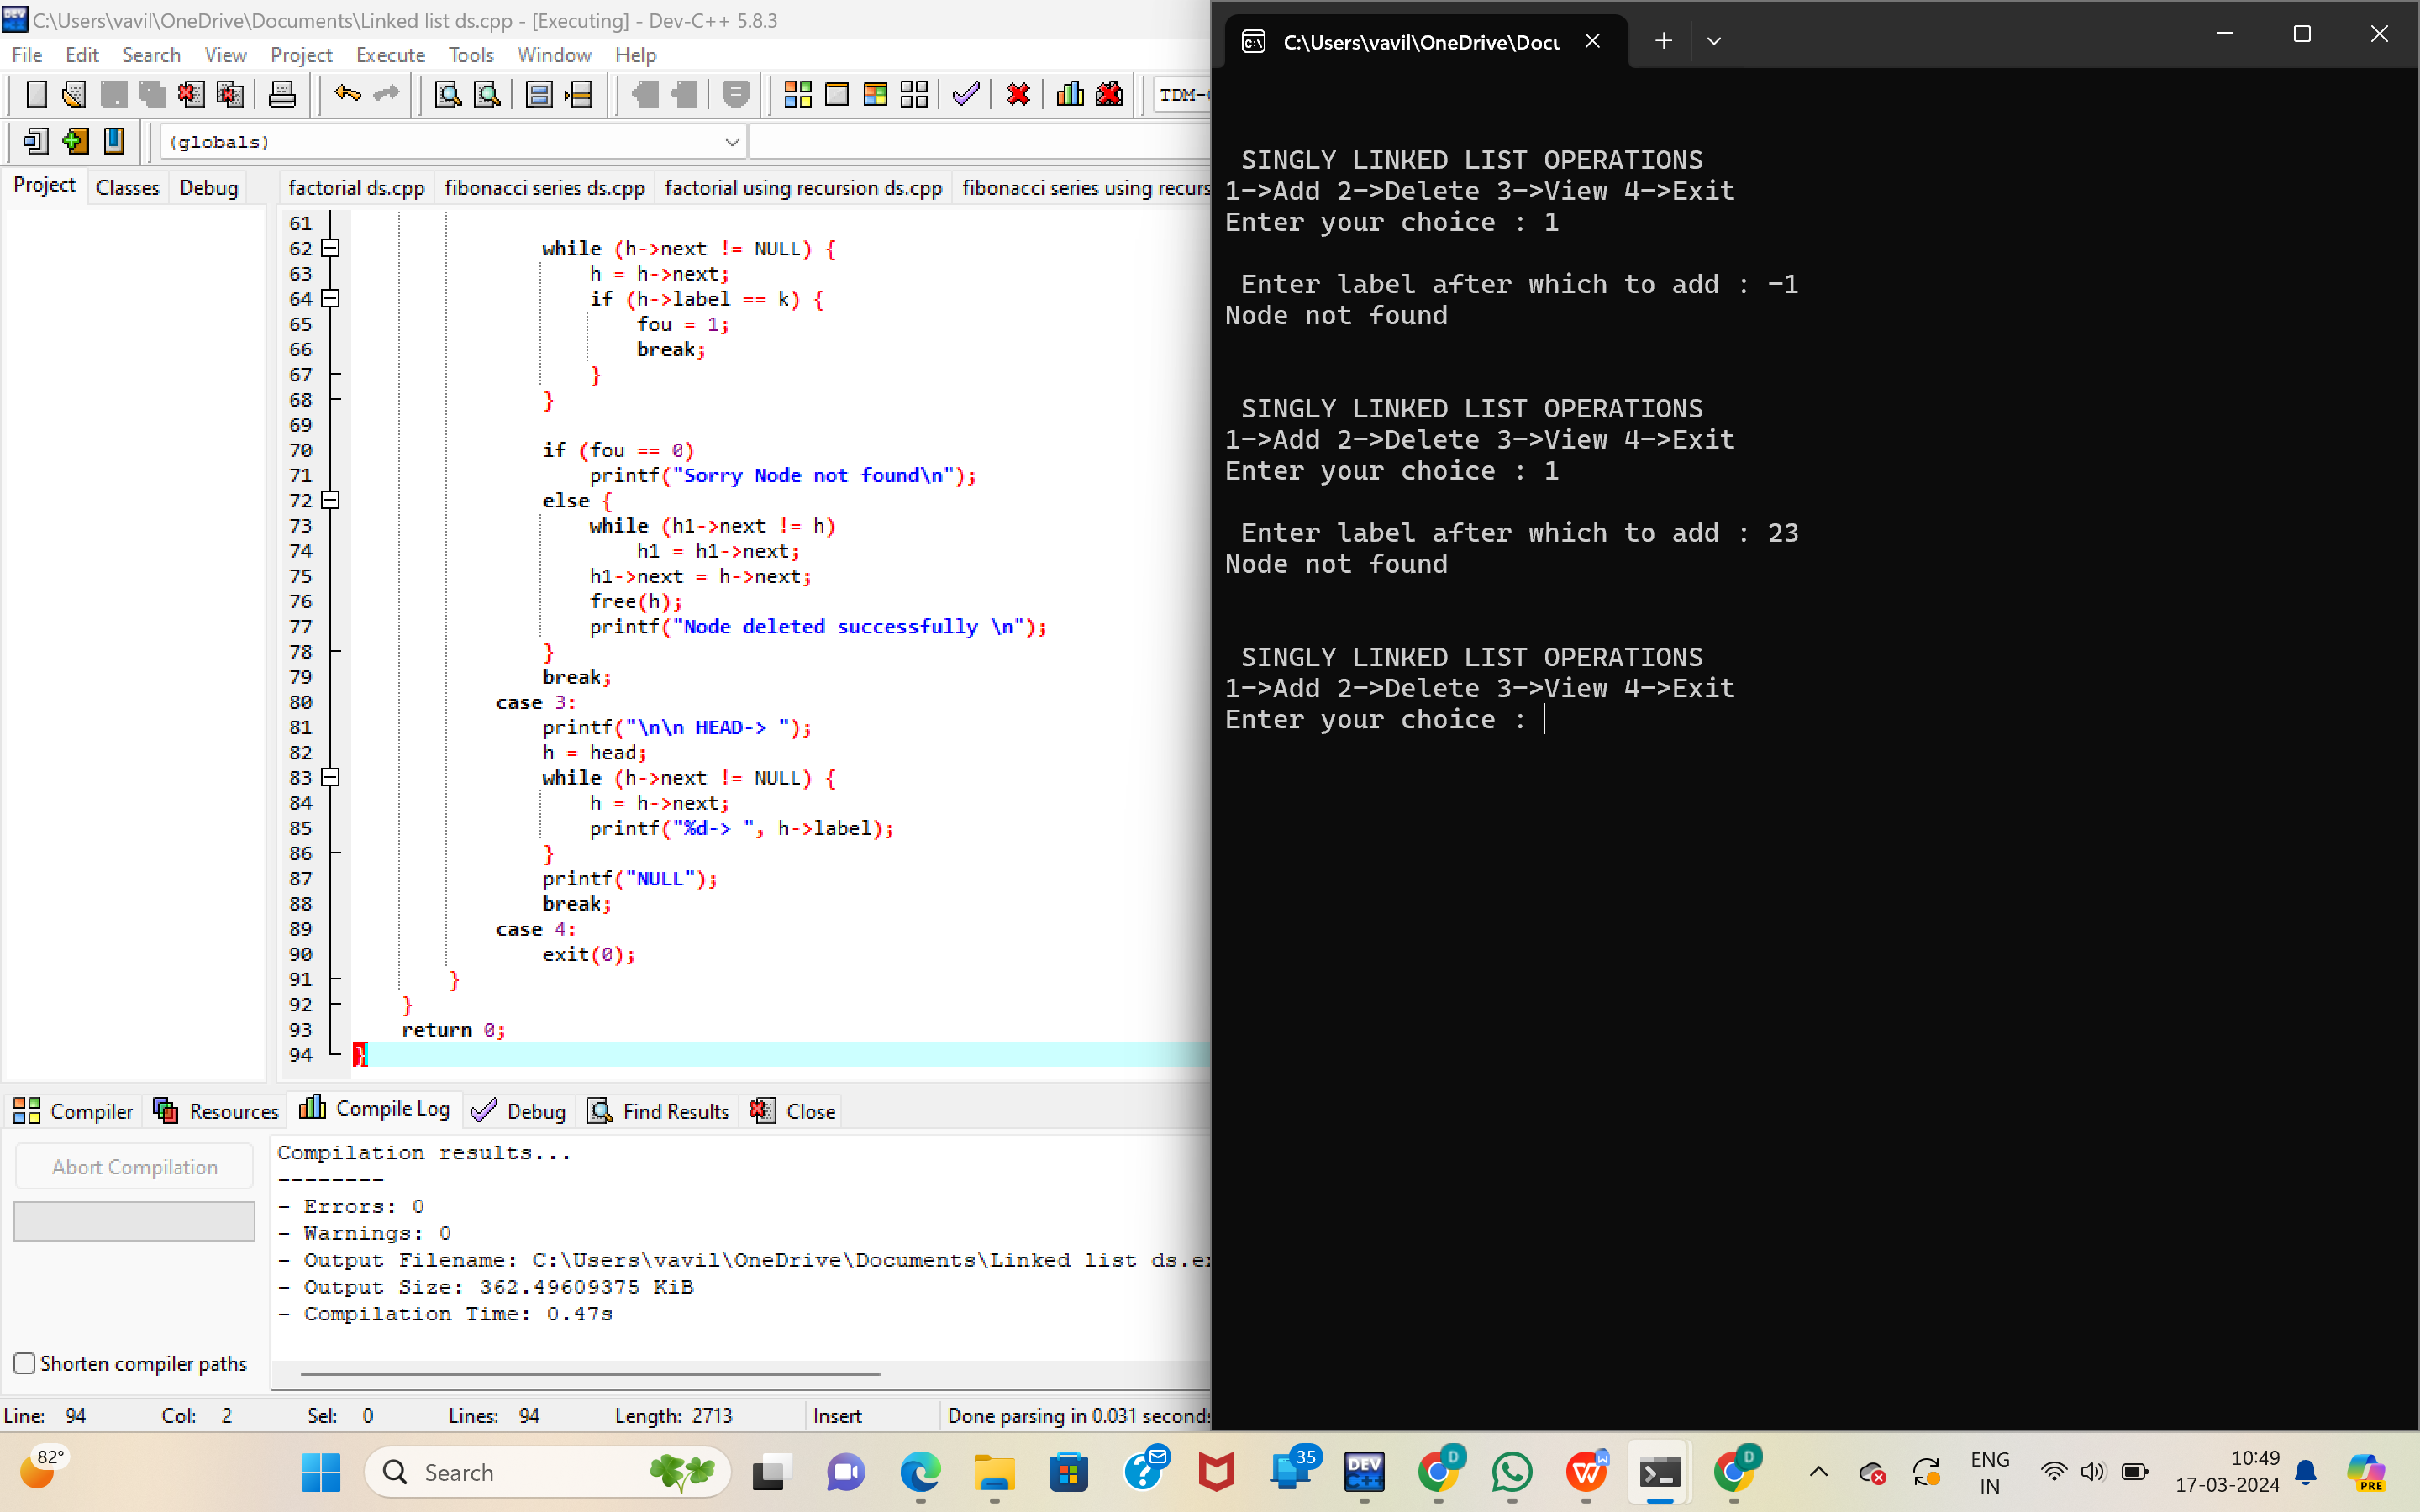 C:\Users\vavil\OneDrive\Documents\Linked list ds.cpp - [Executing] - Dev-C++ 5.8.3
File Edit Search View Project Execute Tools Window Help
TDM-
(globals)
Project Classes Debug
factorial ds.cpp fibonacci series ds.cpp factorial using recursion ds.cpp fibonacci series using recurs
61
62 while (h->next != NULL) {
63 h = h->next;
64 if (h->label == k) {
65 fou = 1;
66 break;
67 }
68 }
69
70 if (fou == 0)
71 printf("Sorry Node not found\n");
72 else {
73 while (h1->next != h)
74 h1 = h1->next;
75 h1->next = h->next;
76 free(h);
77 printf("Node deleted successfully \n");
78 }
79 break;
80 case 3:
81 printf("\n\n HEAD-> ");
82 h = head;
83 while (h->next != NULL) {
84 h = h->next;
85 printf("%d-> ", h->label);
86 }
87 printf("NULL");
88 break;
89 case 4:
90 exit(0);
91 }
92 }
93 return 0;
94 }
Compiler Resources Compile Log Debug Find Results Close
Abort Compilation
Shorten compiler paths
Compilation results...
--------
- Errors: 0
- Warnings: 0
- Output Filename: C:\Users\vavil\OneDrive\Documents\Linked list ds.ex
- Output Size: 362.49609375 KiB
- Compilation Time: 0.47s
Line: 94 Col: 2 Sel: 0 Lines: 94 Length: 2713 Insert Done parsing in 0.031 seconds
C:\Users\vavil\OneDrive\Docu
SINGLY LINKED LIST OPERATIONS
1->Add 2->Delete 3->View 4->Exit
Enter your choice : 1
Enter label after which to add : -1
Node not found
SINGLY LINKED LIST OPERATIONS
1->Add 2->Delete 3->View 4->Exit
Enter your choice : 1
Enter label after which to add : 23
Node not found
SINGLY LINKED LIST OPERATIONS
1->Add 2->Delete 3->View 4->Exit
Enter your choice :
82°
Search
35
DEV
C++
D
D
ENG
IN
10:49
17-03-2024
PRE